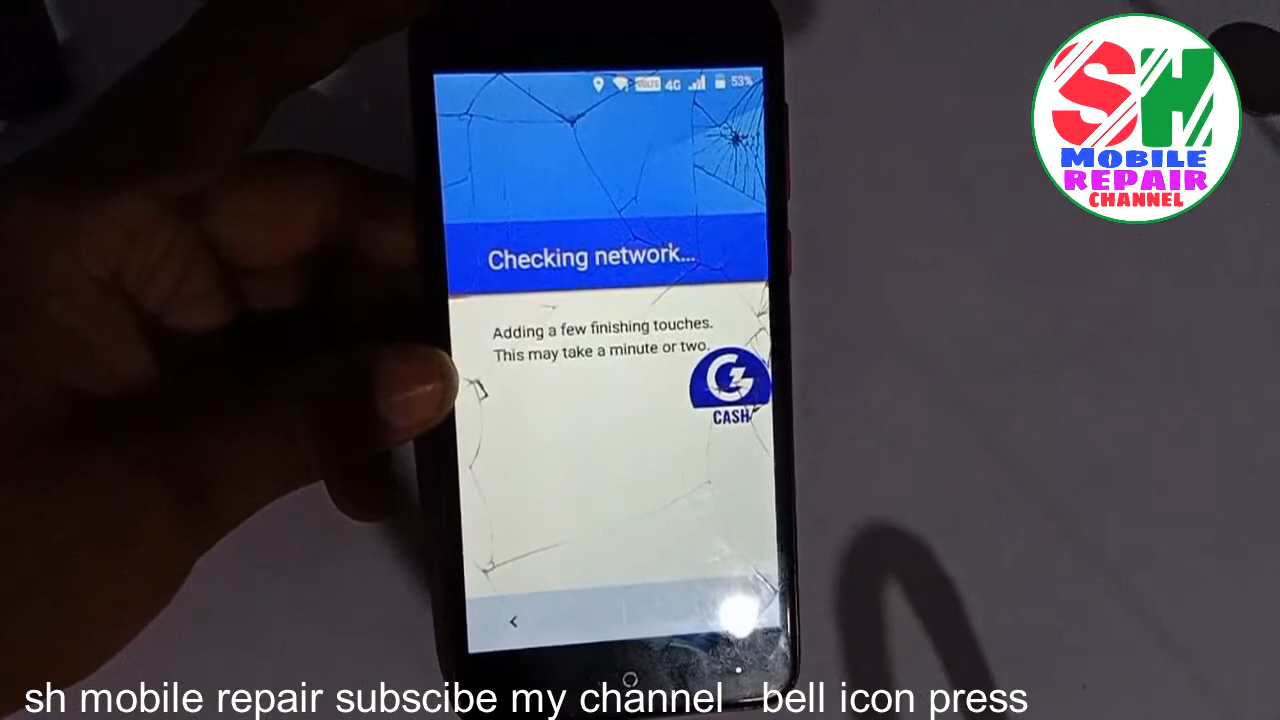 VoLTE 4G 53%
SH
MOBILE
REPAIR
CHANNEL
Checking network...
Adding a few finishing touches.
This may take a minute or two.
G
CASH
sh mobile repair subscibe my channel bell icon press